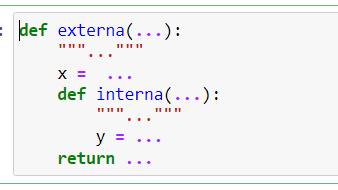 :
def externa(...):
    """..."""
    x =  ...
    def interna(...):
        """..."""
        y = ...
    return ...